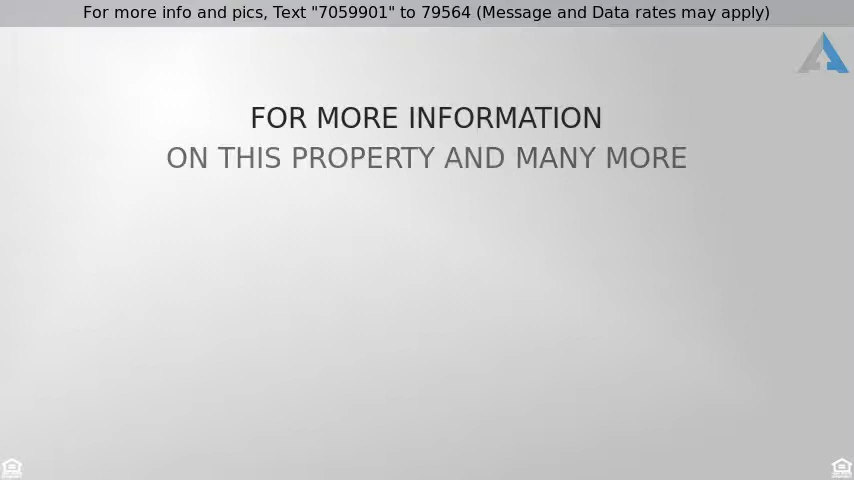 For more info and pics, Text "7059901" to 79564 (Message and Data rates may apply)
FOR MORE INFORMATION
ON THIS PROPERTY AND MANY MORE